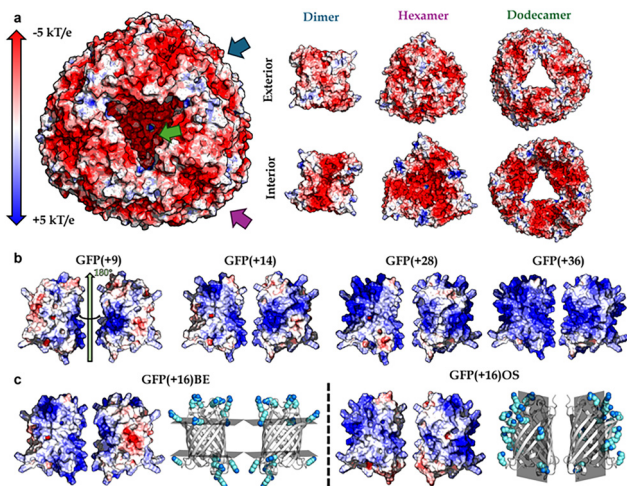 a
-5 kT/e
+5 kT/e
Dimer
Hexamer
Dodecamer
Exterior
Interior
b
GFP(+9)
180°
GFP(+14)
GFP(+28)
GFP(+36)
c
GFP(+16)BE
GFP(+16)OS